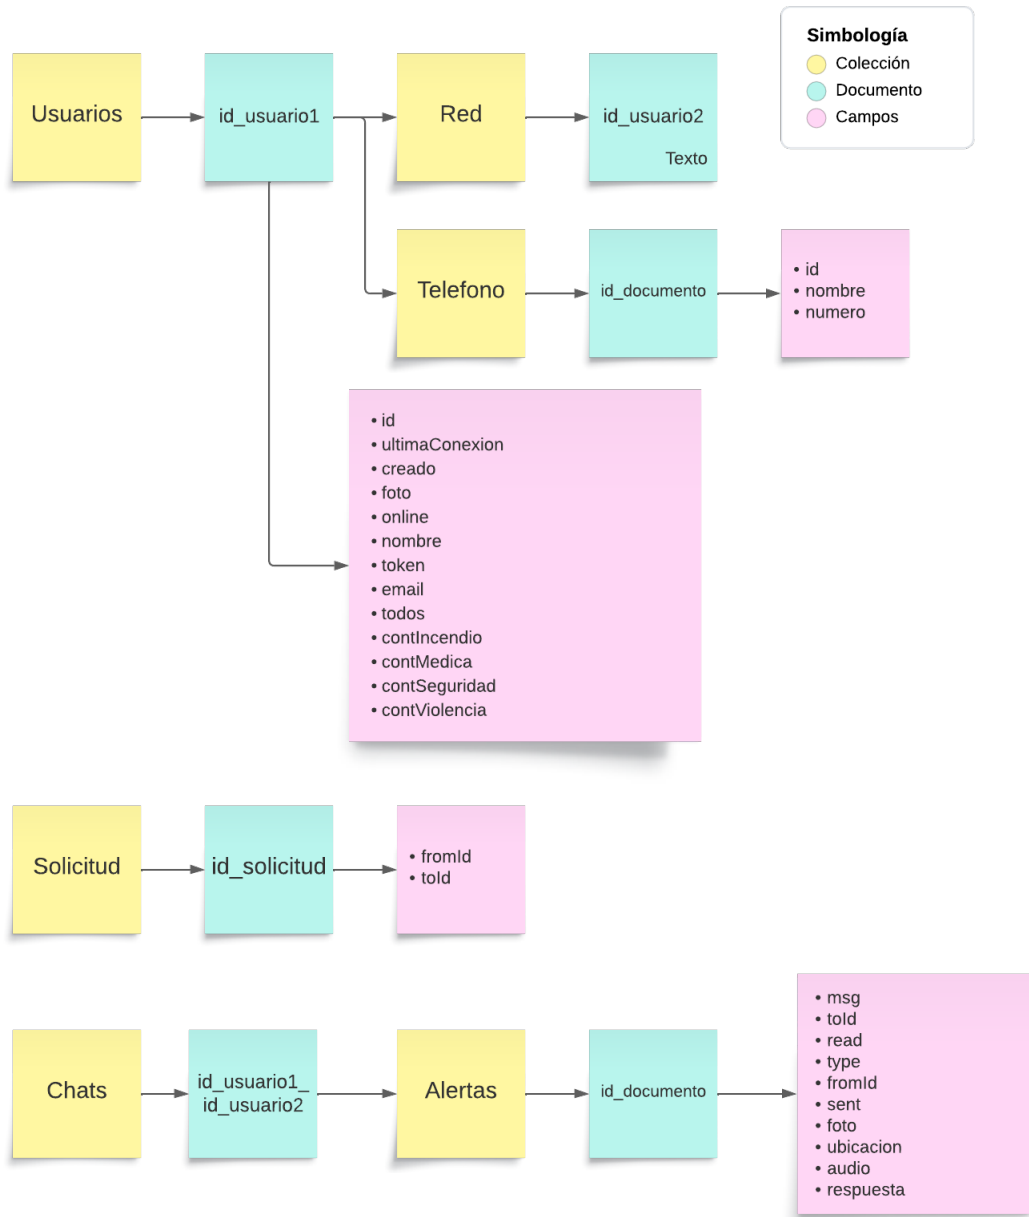 Simbología
Colección
Documento
Campos
Usuarios
id_usuario1
Red
id_usuario2
Texto
Telefono
id_documento
• id
• nombre
• numero
• id
• ultimaConexion
• creado
• foto
• online
• nombre
• token
• email
• todos
• contIncendio
• contMedica
• contSeguridad
• contViolencia
Solicitud
id_solicitud
• fromId
• toId
Chats
id_usuario1_
id_usuario2
Alertas
id_documento
• msg
• toId
• read
• type
• fromId
• sent
• foto
• ubicacion
• audio
• respuesta